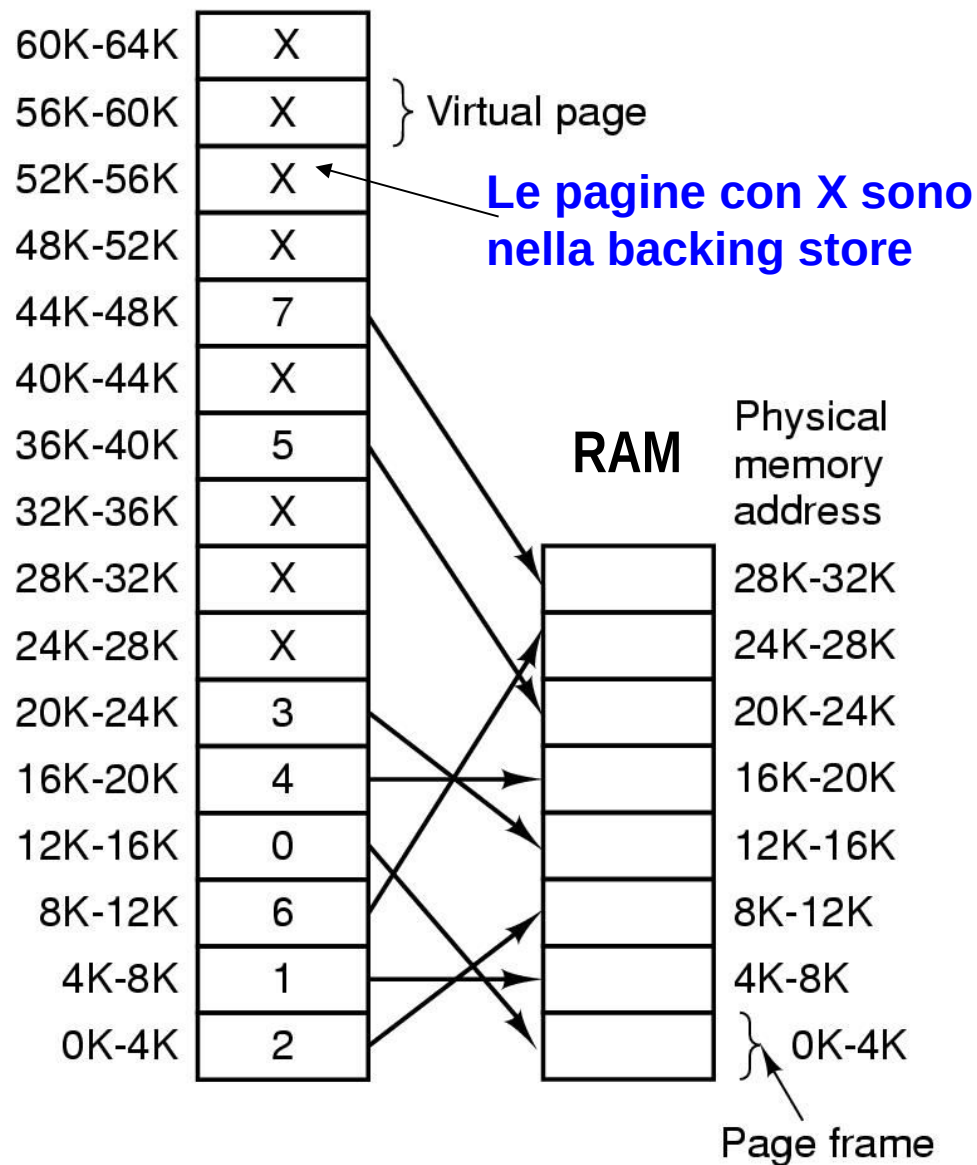 60K-64K X
56K-60K X } Virtual page
52K-56K X
Le pagine con X sono
nella backing store
48K-52K X
44K-48K 7
40K-44K X
36K-40K 5
32K-36K X
28K-32K X
24K-28K X
20K-24K 3
16K-20K 4
12K-16K 0
8K-12K 6
4K-8K 1
0K-4K 2
RAM
Physical
memory
address
28K-32K
24K-28K
20K-24K
16K-20K
12K-16K
8K-12K
4K-8K
0K-4K
Page frame